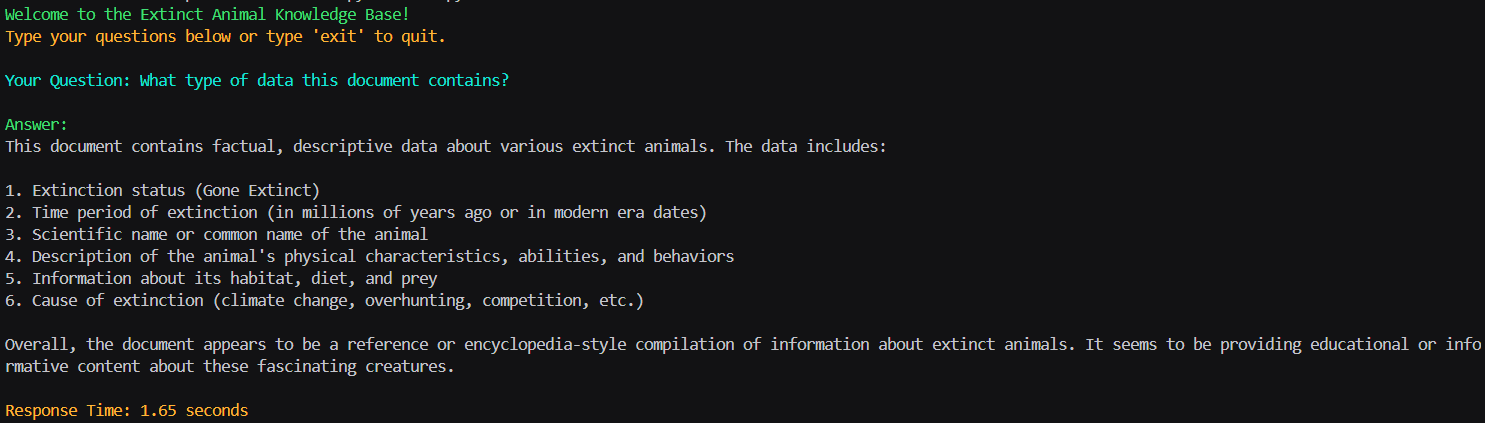 Welcome to the Extinct Animal Knowledge Base!
Type your questions below or type 'exit' to quit.
Your Question: What type of data this document contains?
Answer:
This document contains factual, descriptive data about various extinct animals. The data includes:
1. Extinction status (Gone Extinct)
2. Time period of extinction (in millions of years ago or in modern era dates)
3. Scientific name or common name of the animal
4. Description of the animal's physical characteristics, abilities, and behaviors
5. Information about its habitat, diet, and prey
6. Cause of extinction (climate change, overhunting, competition, etc.)
Overall, the document appears to be a reference or encyclopedia-style compilation of information about extinct animals. It seems to be providing educational or info
rmative content about these fascinating creatures.
Response Time: 1.65 seconds